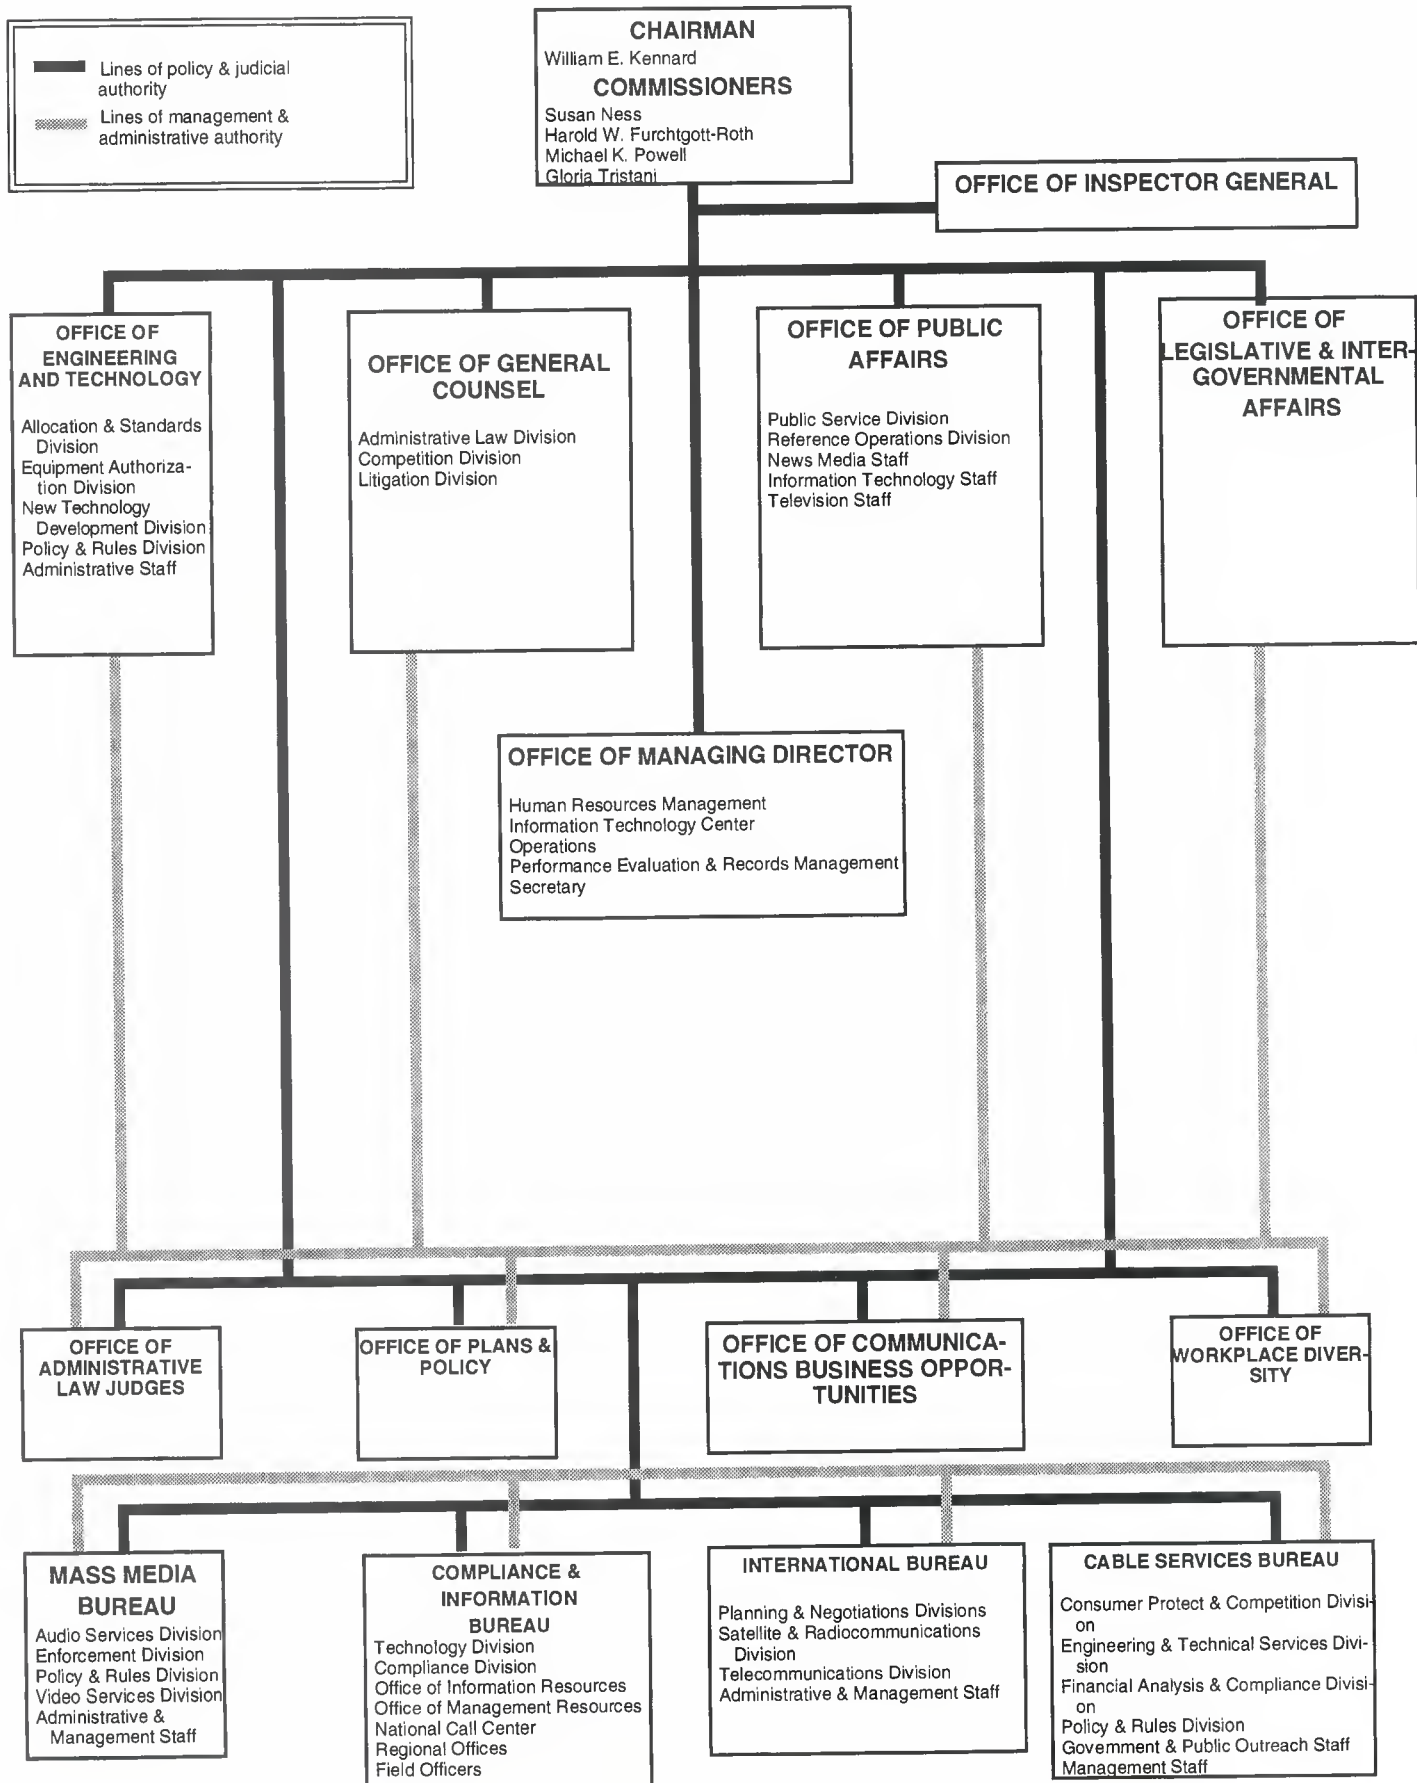 Lines of policy & judicial
authority
Lines of management &
administrative authority
CHAIRMAN
William E. Kennard
COMMISSIONERS
Susan Ness
Harold W. Furchtgott-Roth
Michael K. Powell
Gloria Tristani
OFFICE OF INSPECTOR GENERAL
OFFICE OF
ENGINEERING
AND TECHNOLOGY
Allocation & Standards
Division
Equipment Authoriza-
tion Division
New Technology
Development Division
Policy & Rules Division
Administrative Staff
OFFICE OF GENERAL
COUNSEL
Administrative Law Division
Competition Division
Litigation Division
OFFICE OF PUBLIC
AFFAIRS
Public Service Division
Reference Operations Division
News Media Staff
Information Technology Staff
Television Staff
OFFICE OF
LEGISLATIVE & INTER-
GOVERNMENTAL
AFFAIRS
OFFICE OF MANAGING DIRECTOR
Human Resources Management
Information Technology Center
Operations
Performance Evaluation & Records Management
Secretary
OFFICE OF
ADMINISTRATIVE
LAW JUDGES
OFFICE OF PLANS &
POLICY
OFFICE OF COMMUNICA-
TIONS BUSINESS OPPOR-
TUNITIES
OFFICE OF
WORKPLACE DIVER-
SITY
MASS MEDIA
BUREAU
Audio Services Division
Enforcement Division
Policy & Rules Division
Video Services Division
Administrative &
Management Staff
COMPLIANCE &
INFORMATION
BUREAU
Technology Division
Compliance Division
Office of Information Resources
Office of Management Resources
National Call Center
Regional Offices
Field Officers
INTERNATIONAL BUREAU
Planning & Negotiations Divisions
Satellite & Radiocommunications
Division
Telecommunications Division
Administrative & Management Staff
CABLE SERVICES BUREAU
Consumer Protect & Competition Divisi-
on
Engineering & Technical Services Divi-
sion
Financial Analysis & Compliance Divisi-
on
Policy & Rules Division
Government & Public Outreach Staff
Management Staff